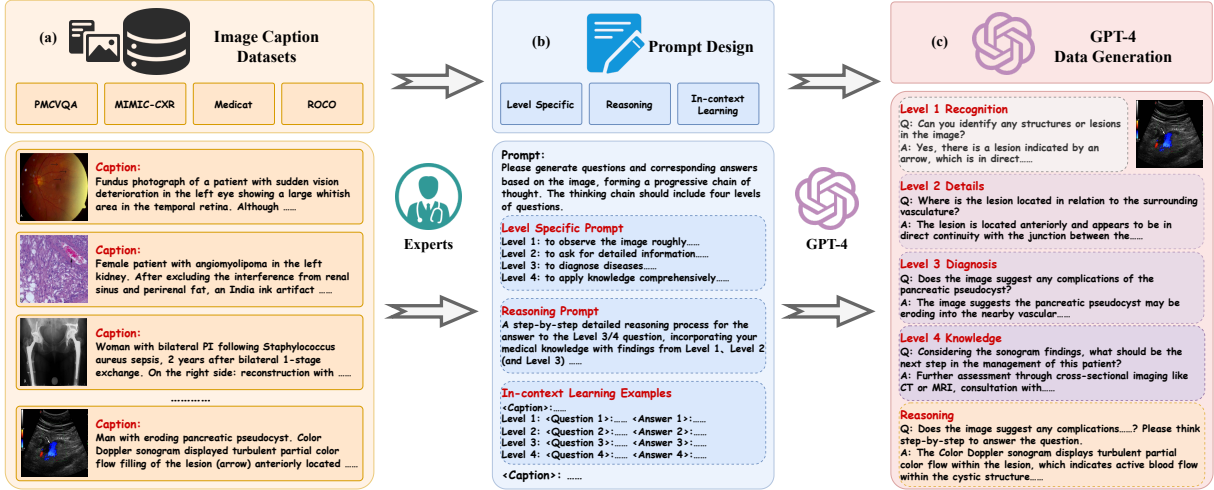 (a)
Image Caption
Datasets
PMCVQA
MIMIC-CXR
Medicat
ROCO
Caption:
Fundus photograph of a patient with sudden vision
deterioration in the left eye showing a large whitish
area in the temporal retina. Although ……
Caption:
Female patient with angiomyolipoma in the left
kidney. After excluding the interference from renal
sinus and perirenal fat, an India ink artifact ……
Caption:
Woman with bilateral PI following Staphylococcus
aureus sepsis, 2 years after bilateral 1-stage
exchange. On the right side: reconstruction with ……
…………
Caption:
Man with eroding pancreatic pseudocyst. Color
Doppler sonogram displayed turbulent partial color
flow filling of the lesion (arrow) anteriorly located ……
Experts
(b)
Prompt Design
Level Specific
Reasoning
In-context
Learning
Prompt:
Please generate questions and corresponding answers
based on the image, forming a progressive chain of
thought. The thinking chain should include four levels
of questions.
Level Specific Prompt
Level 1: to observe the image roughly……
Level 2: to ask for detailed information……
Level 3: to diagnose diseases……
Level 4: to apply knowledge comprehensively……
Reasoning Prompt
A step-by-step detailed reasoning process for the
answer to the Level 3/4 question, incorporating your
medical knowledge with findings from Level 1、Level 2
(and Level 3) ……
In-context Learning Examples
<Caption>:……
Level 1: <Question 1>:…… <Answer 1>:……
Level 2: <Question 2>:…… <Answer 2>:……
Level 3: <Question 3>:…… <Answer 3>:……
Level 4: <Question 4>:…… <Answer 4>:……
<Caption>: ……
GPT-4
(c)
GPT-4
Data Generation
Level 1 Recognition
Q: Can you identify any structures or lesions
in the image?
A: Yes, there is a lesion indicated by an
arrow, which is in direct……
Level 2 Details
Q: Where is the lesion located in relation to the surrounding
vasculature?
A: The lesion is located anteriorly and appears to be in
direct continuity with the junction between the……
Level 3 Diagnosis
Q: Does the image suggest any complications of the
pancreatic pseudocyst?
A: The image suggests the pancreatic pseudocyst may be
eroding into the nearby vascular……
Level 4 Knowledge
Q: Considering the sonogram findings, what should be the
next step in the management of this patient?
A: Further assessment through cross-sectional imaging like
CT or MRI, consultation with……
Reasoning
Q: Does the image suggest any complications……? Please think
step-by-step to answer the question.
A: The Color Doppler sonogram displays turbulent partial
color flow within the lesion, which indicates active blood flow
within the cystic structure……